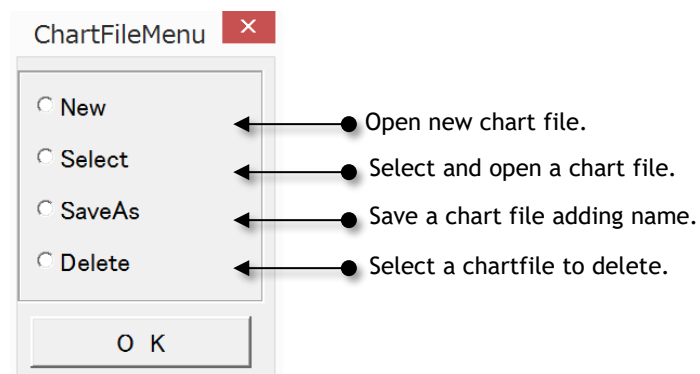 ChartFileMenu
New
Open new chart file.
Select
Select and open a chart file.
SaveAs
Save a chart file adding name.
Delete
Select a chartfile to delete.
O K